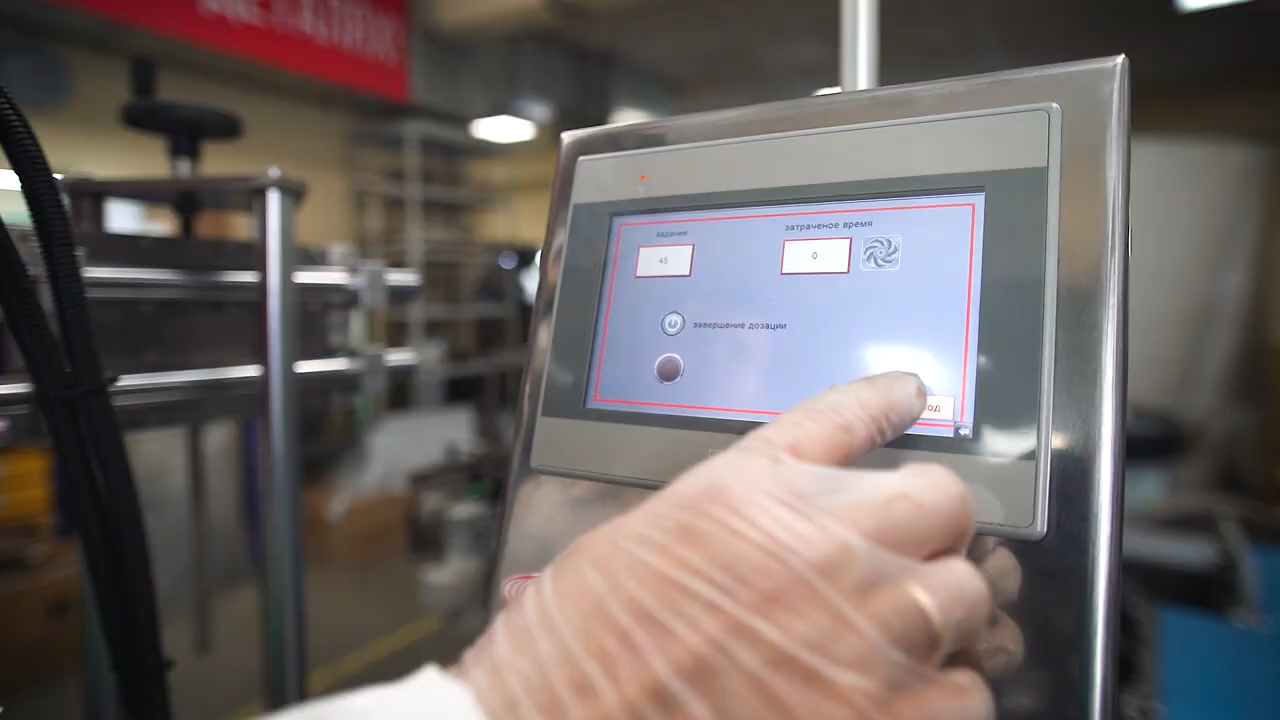 задание
затраченое время
45
0
завершение дозации